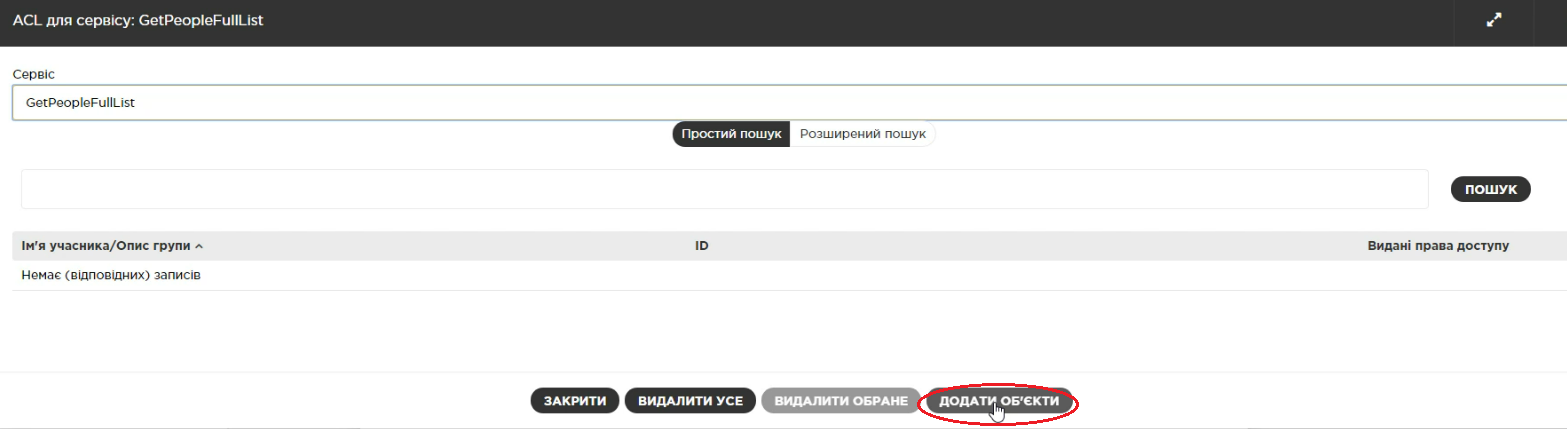 ACL для сервісу: GetPeopleFullList
Сервіс
GetPeopleFullList
Простий пошук Розширений пошук
ПОШУК
Ім'я учасника/Опис групи ID Видані права доступу
Немає (відповідних) записів
ЗАКРИТИ ВИДАЛИТИ УСЕ ВИДАЛИТИ ОБРАНЕ ДОДАТИ ОБ'ЄКТИ